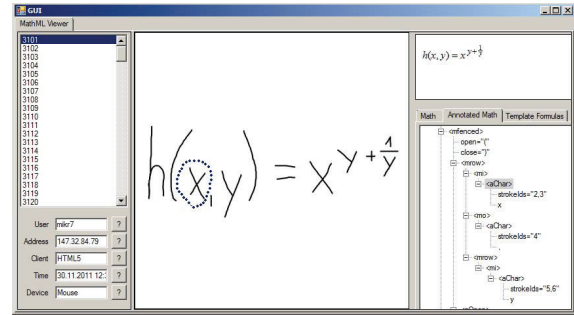 GUI
MathML Viewer
3101
3102
3103
3104
3105
3106
3107
3108
3109
3110
3111
3112
3113
3114
3115
3116
3117
3118
3119
3120
User mikr7 ?
Address 147.32.84.79 ?
Client HTML5 ?
Time 30.11.2011 12: ?
Device Mouse ?
h(x,y) = x^{y+\frac{1}{y}}
h(x, y) = x^{y+\frac{1}{y}}
Math Annotated Math Template Formulas
<mfenced>
open="("
close=")"
<mrow>
<mi>
<aChar>
strokeIds="2,3"
x
<mo>
<aChar>
strokeIds="4"
,
<mrow>
<mi>
<aChar>
strokeIds="5,6"
y